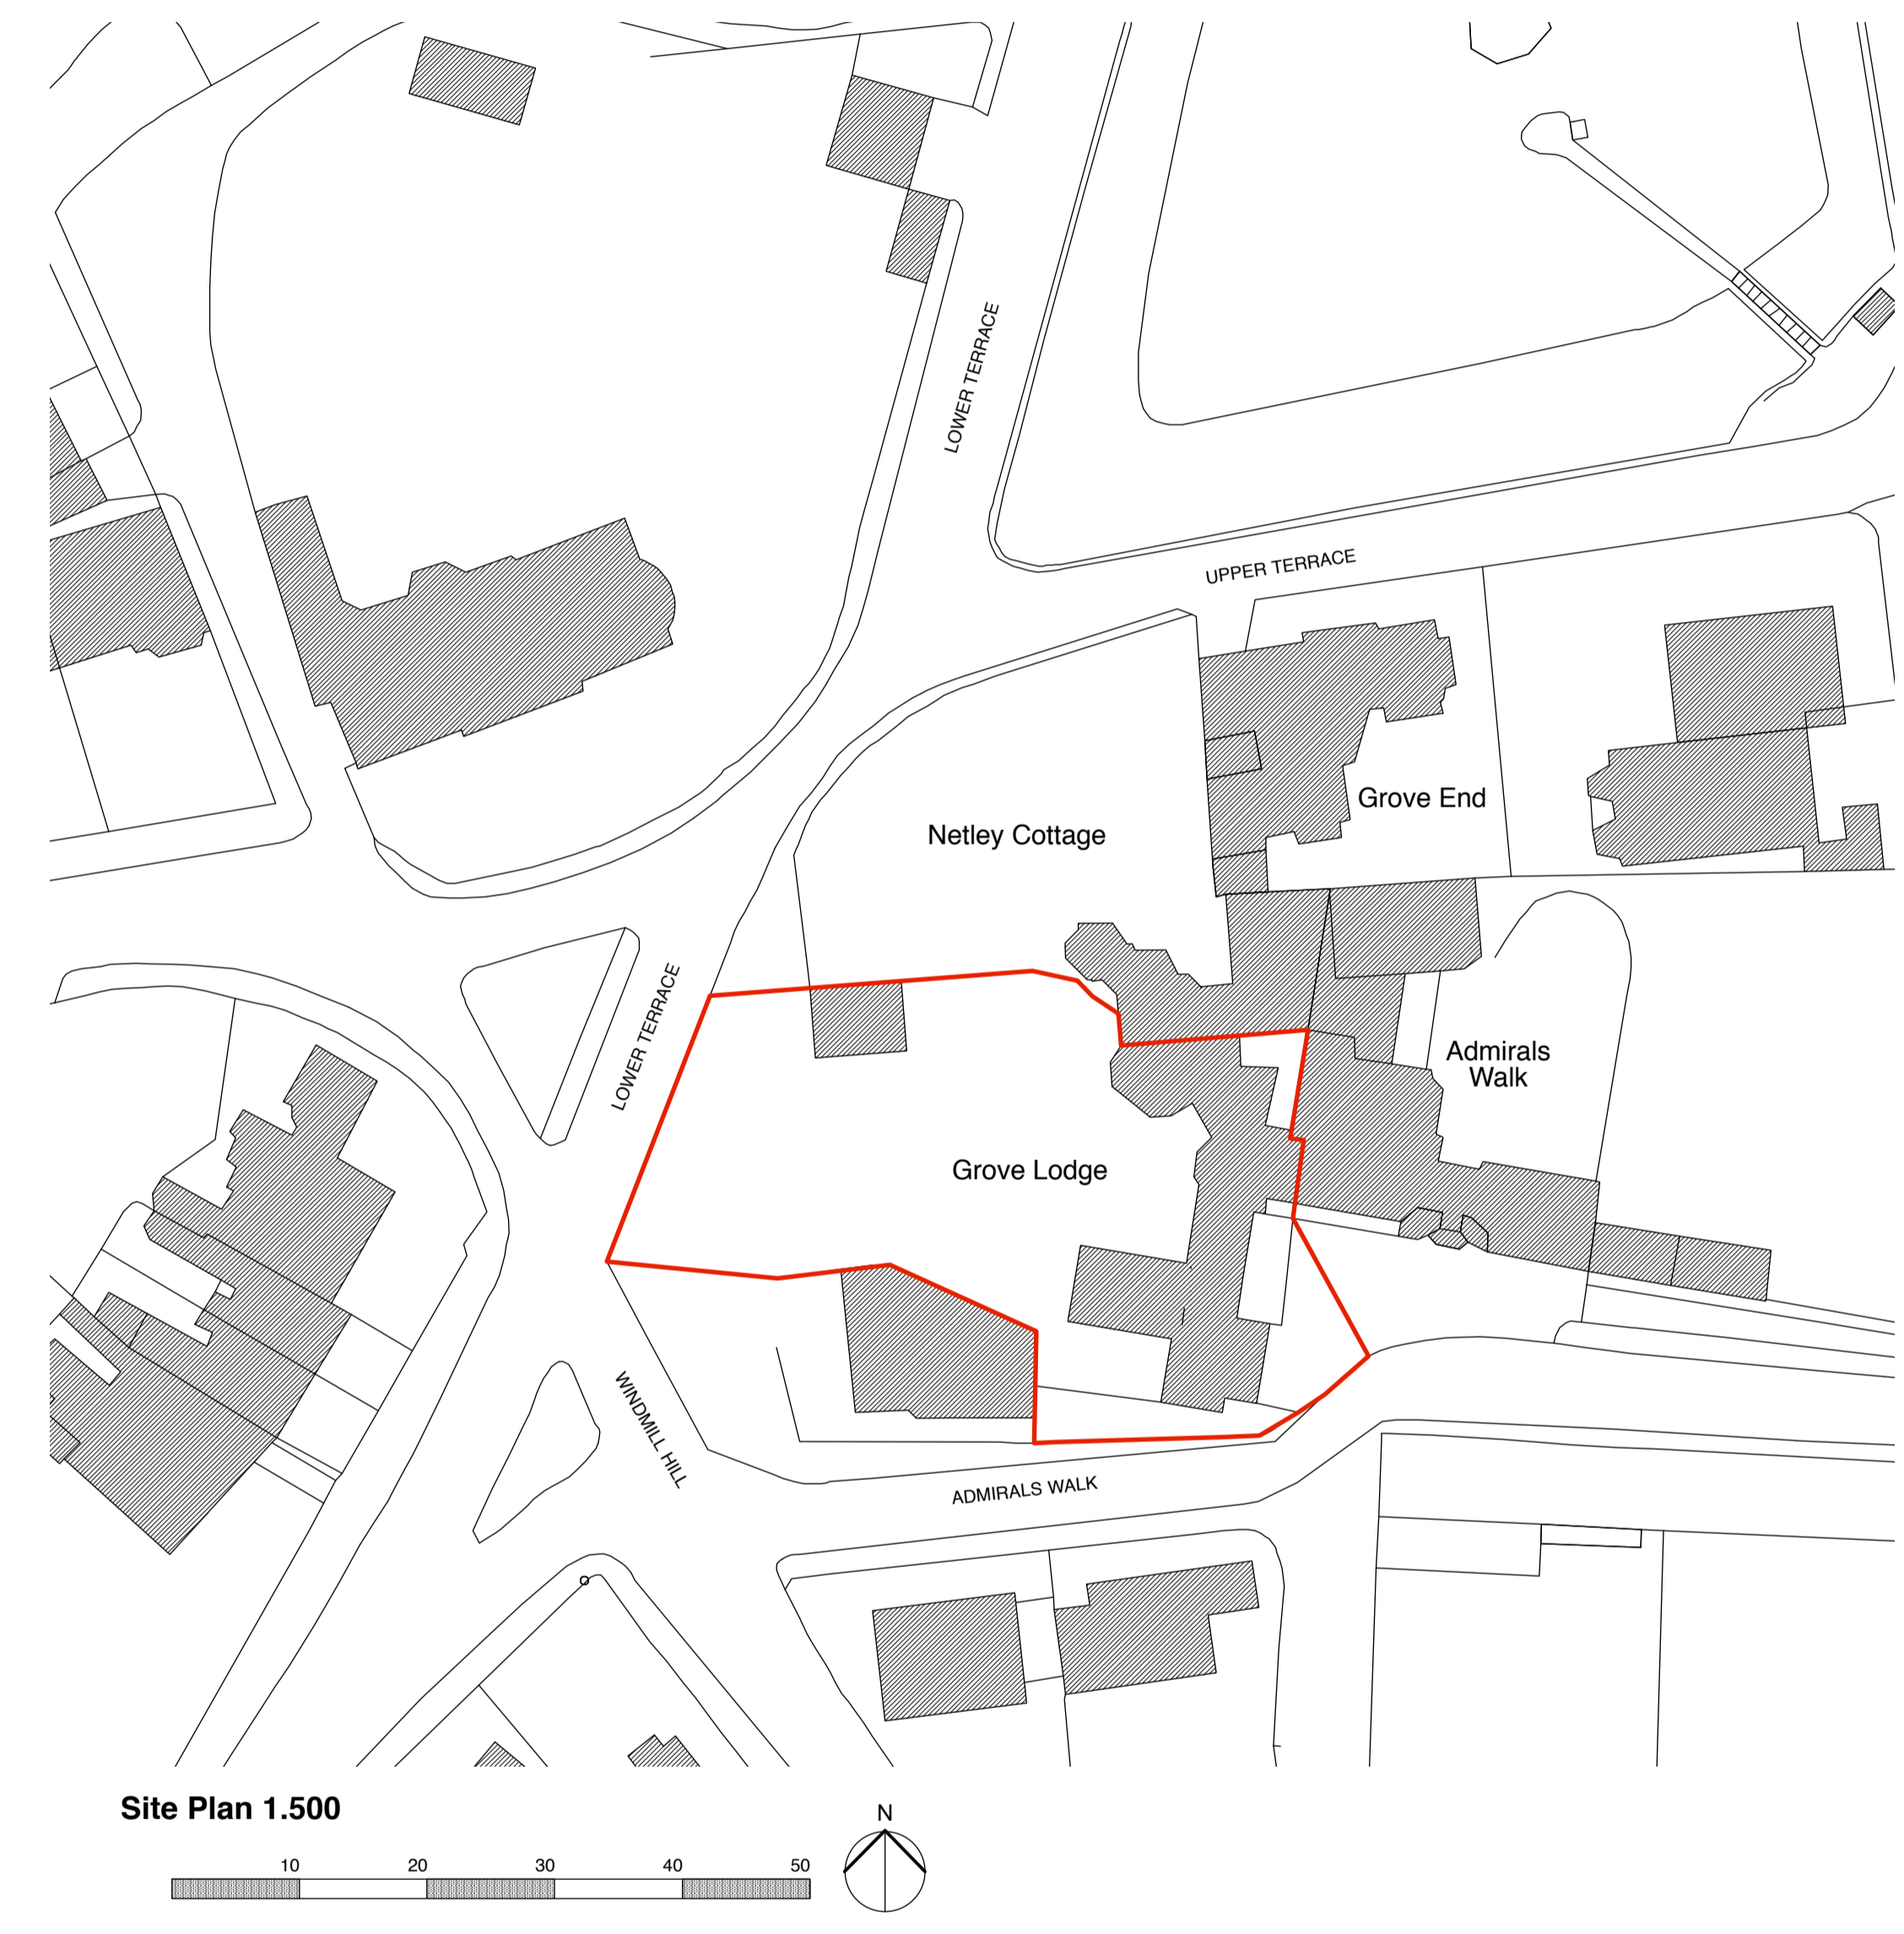 LOWER TERRACE
UPPER TERRACE
Grove End
Netley Cottage
LOWER TERRACE
Admirals
Walk
Grove Lodge
WINDMILL HILL
ADMIRALS WALK
Site Plan 1.500
N
10 20 30 40 50